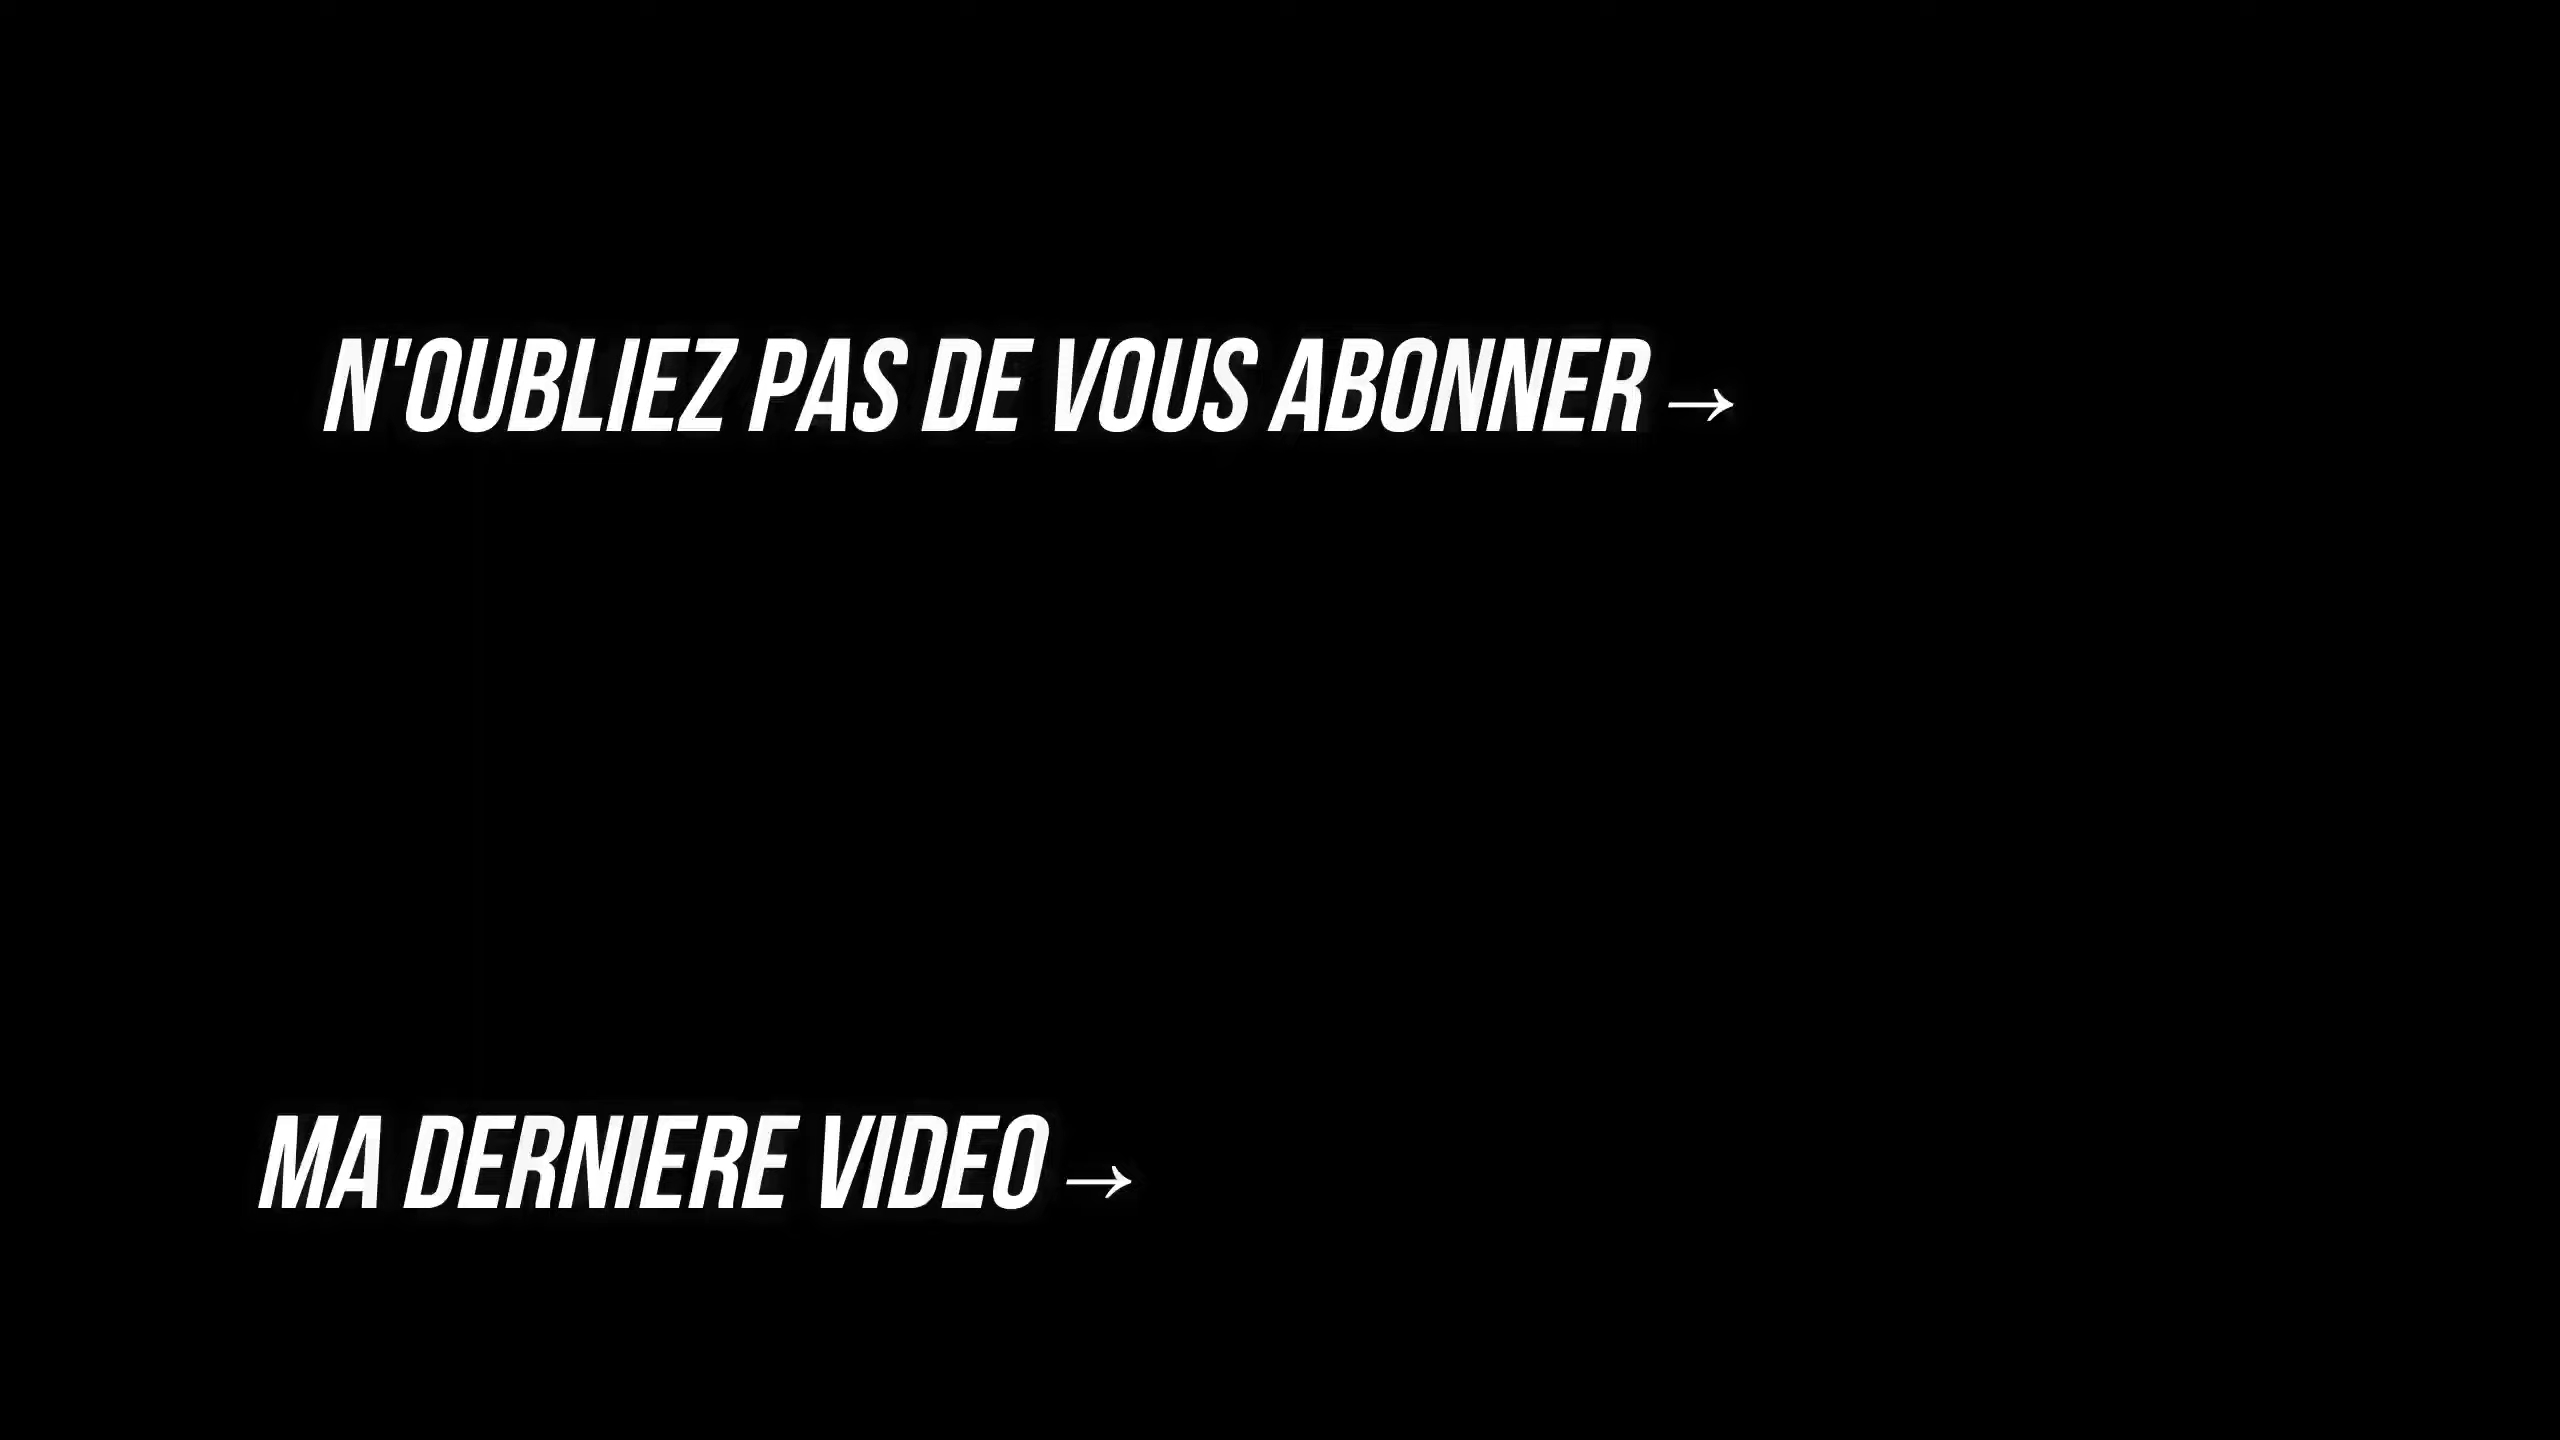 N'OUBLIEZ PAS DE VOUS ABONNER →
MA DERNIERE VIDEO →